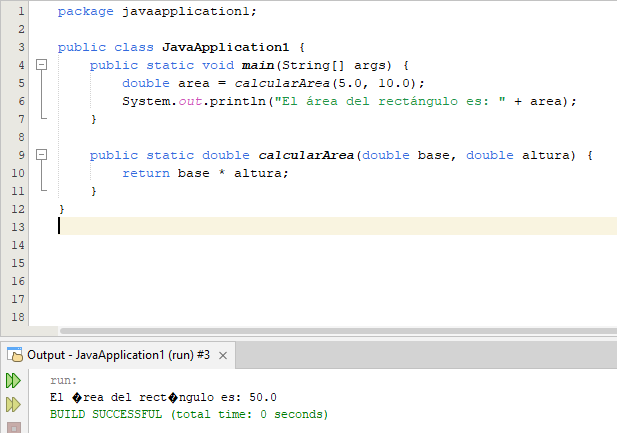 1 package javaapplication1;
2
3 public class JavaApplication1 {
4 public static void main(String[] args) {
5 double area = calcularArea(5.0, 10.0);
6 System.out.println("El área del rectángulo es: " + area);
7 }
8
9 public static double calcularArea(double base, double altura) {
10 return base * altura;
11 }
12 }
13
14
15
16
17
18
Output - JavaApplication1 (run) #3 ×
run:
El �rea del rect�ngulo es: 50.0
BUILD SUCCESSFUL (total time: 0 seconds)